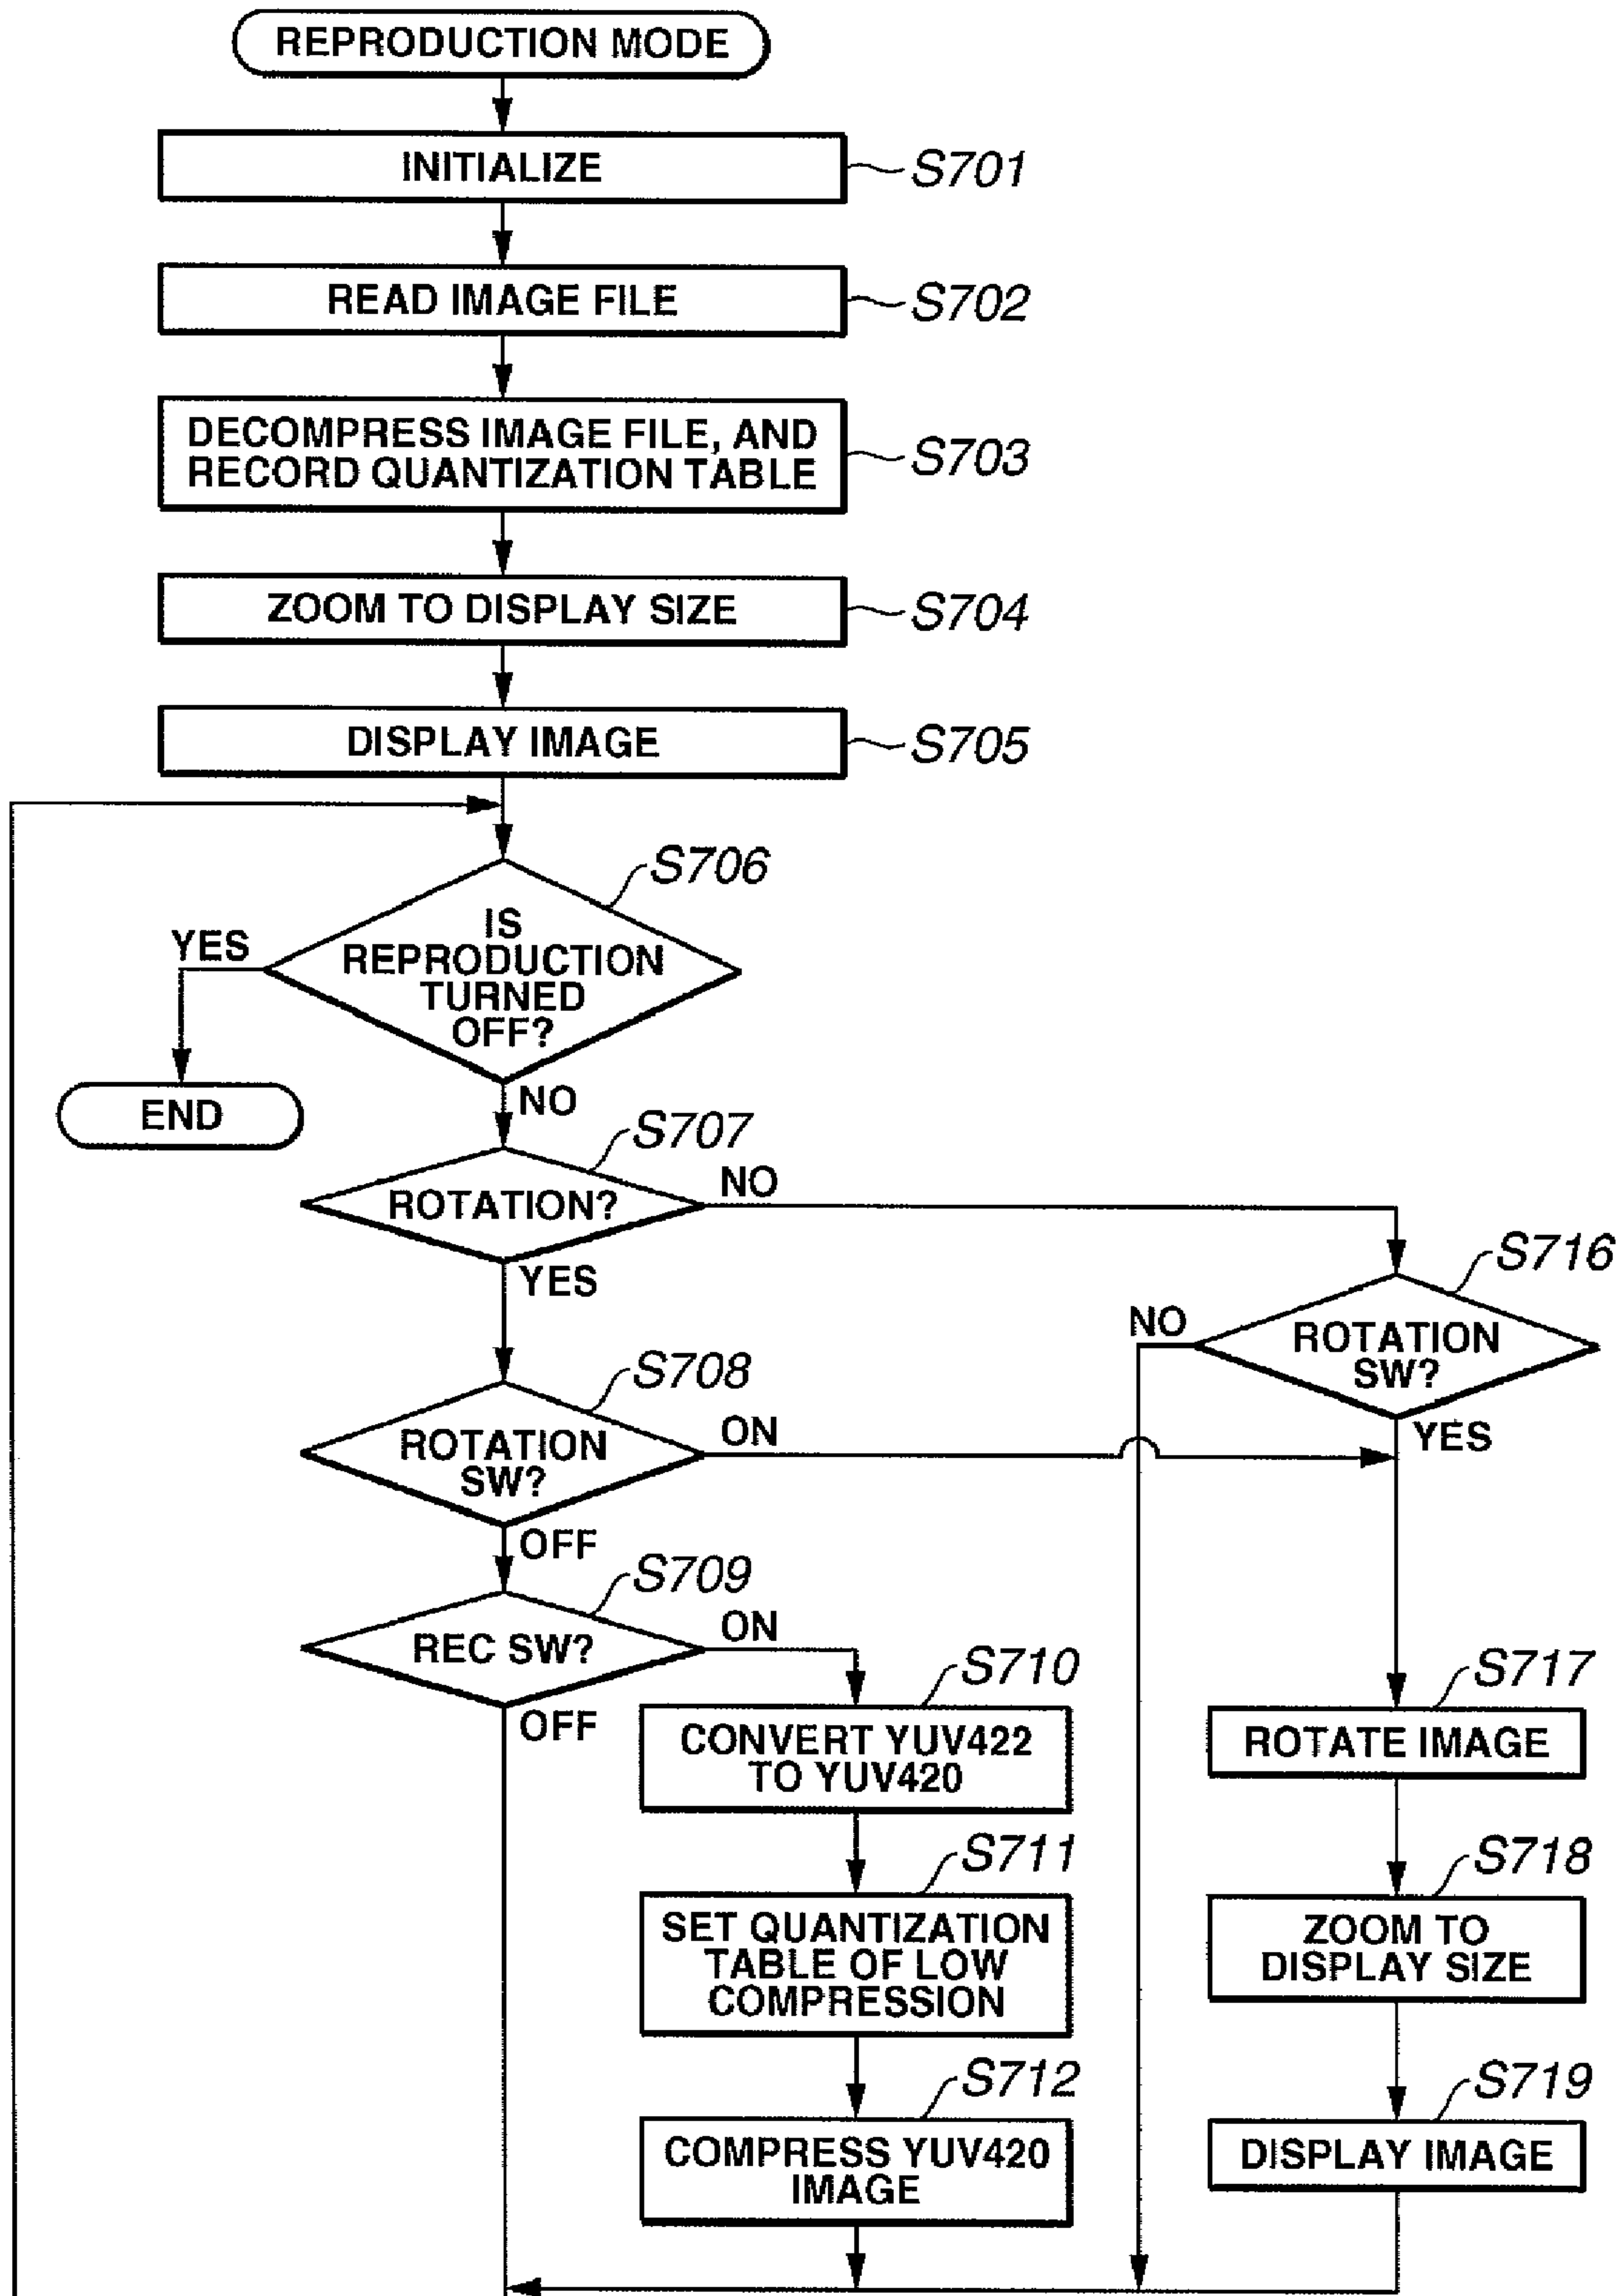 REPRODUCTION MODE
INITIALIZE
S701
READ IMAGE FILE
S702
DECOMPRESS IMAGE FILE, AND
RECORD QUANTIZATION TABLE
S703
ZOOM TO DISPLAY SIZE
S704
DISPLAY IMAGE
S705
S706
IS
REPRODUCTION
TURNED
OFF?
YES
END
NO
S707
ROTATION?
NO
YES
S716
ROTATION
SW?
NO
YES
S708
ROTATION
SW?
ON
OFF
S709
REC SW?
ON
OFF
S710
CONVERT YUV422
TO YUV420
S711
SET QUANTIZATION
TABLE OF LOW
COMPRESSION
S712
COMPRESS YUV420
IMAGE
S717
ROTATE IMAGE
S718
ZOOM TO
DISPLAY SIZE
S719
DISPLAY IMAGE